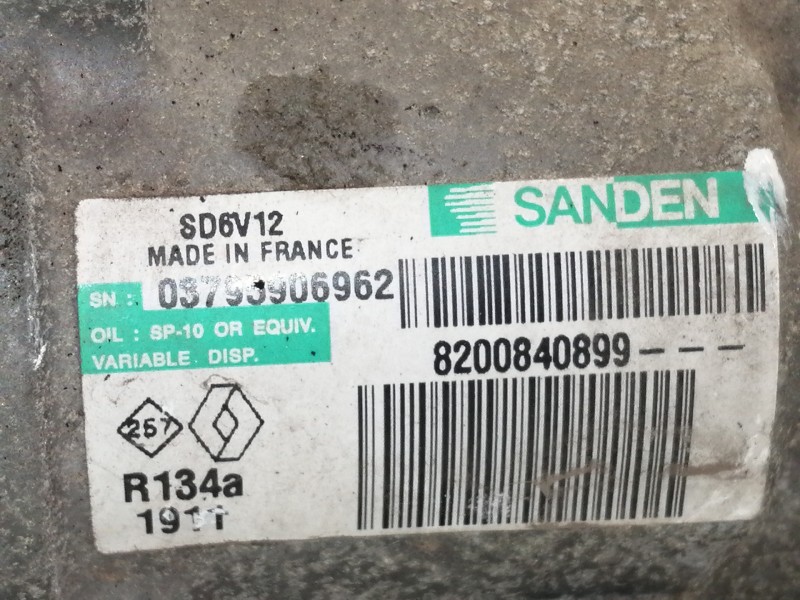 SANDEN
SD6V12
MADE IN FRANCE
SN : 03793906962
OIL : SP-10 OR EQUIV.
VARIABLE DISP.
8200840899---
257
R134a